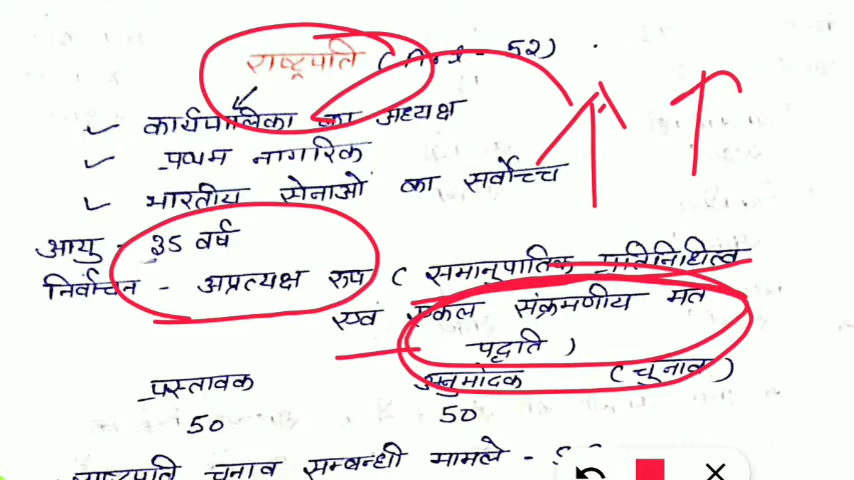 राष्ट्रपति ( - 52)
कार्यपालिका का अध्यक्ष
प्रथम नागरिक
भारतीय सेनाओं का सर्वोच्च
आयु - 35 वर्ष
निर्वाचन - अप्रत्यक्ष रूप ( समानुपातिक प्रतिनिधित्व
एवं एकल संक्रमणीय मत
पद्धति )
प्रस्तावक अनुमोदक (चुनाव)
50 50
राष्ट्रपति चुनाव सम्बन्धी मामले -